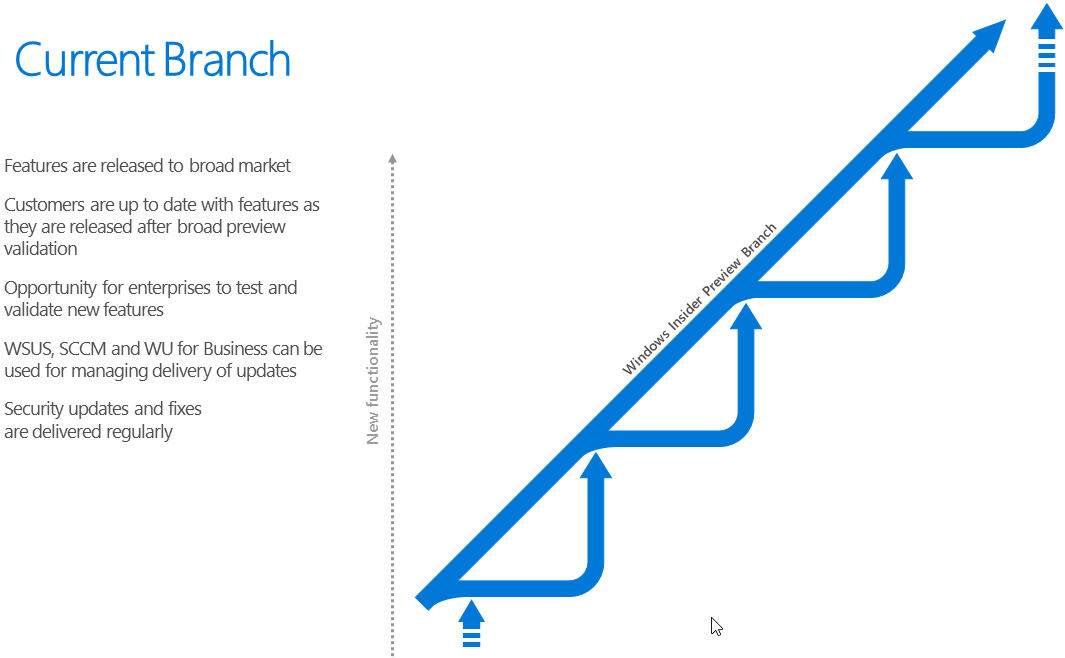 Current Branch
Features are released to broad market
Customers are up to date with features as
they are released after broad preview
validation
Opportunity for enterprises to test and
validate new features
WSUS, SCCM and WU for Business can be
used for managing delivery of updates
Security updates and fixes
are delivered regularly
New functionality
Windows Insider Preview Branch